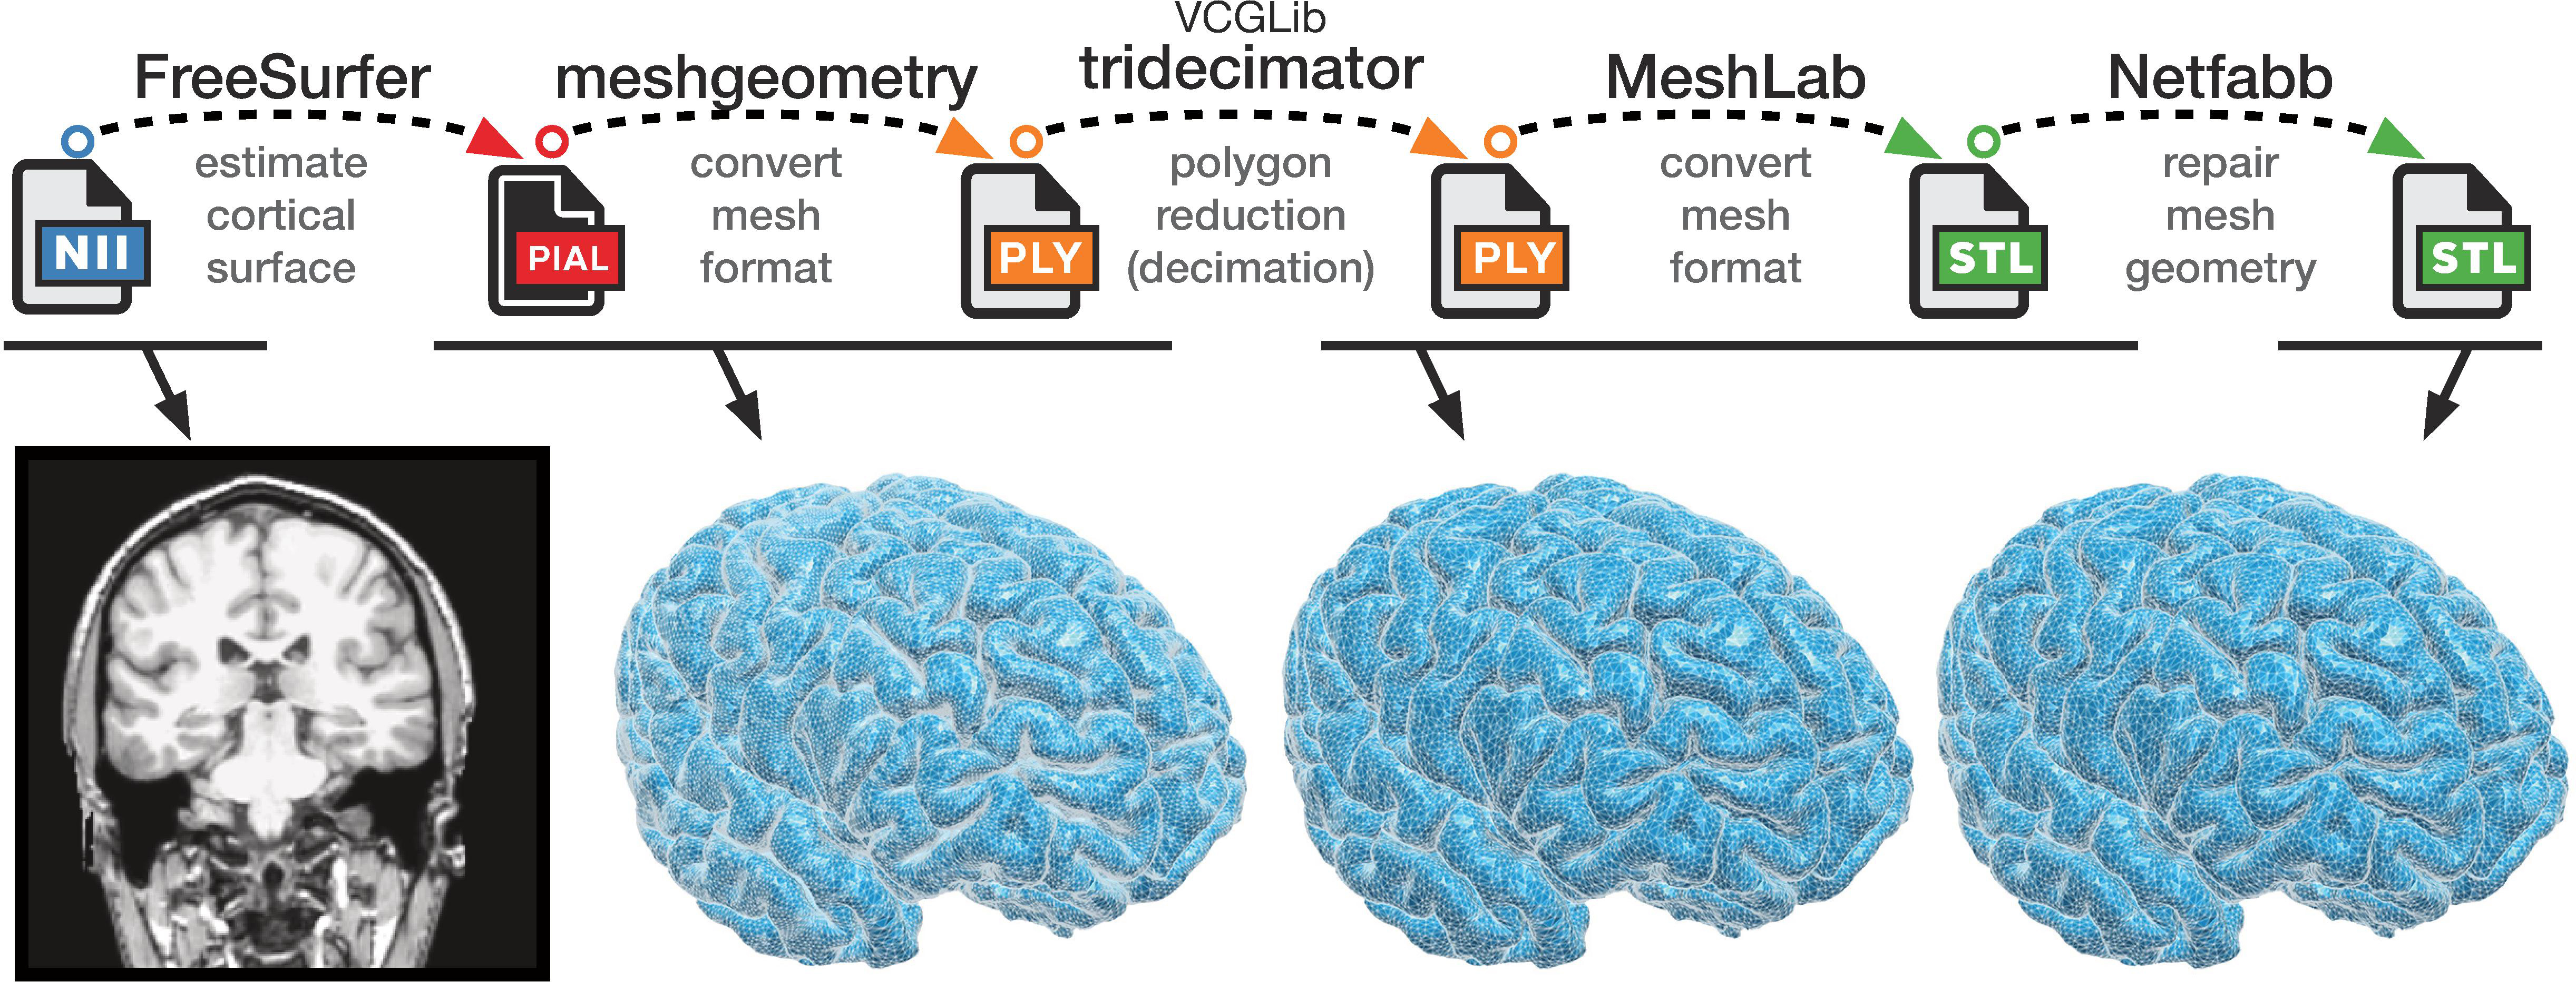 VCGLib
FreeSurfer
meshgeometry
tridecimator
MeshLab
Netfabb
estimate
cortical
surface
convert
mesh
format
polygon
reduction
(decimation)
convert
mesh
format
repair
mesh
geometry
NII
PIAL
PLY
PLY
STL
STL